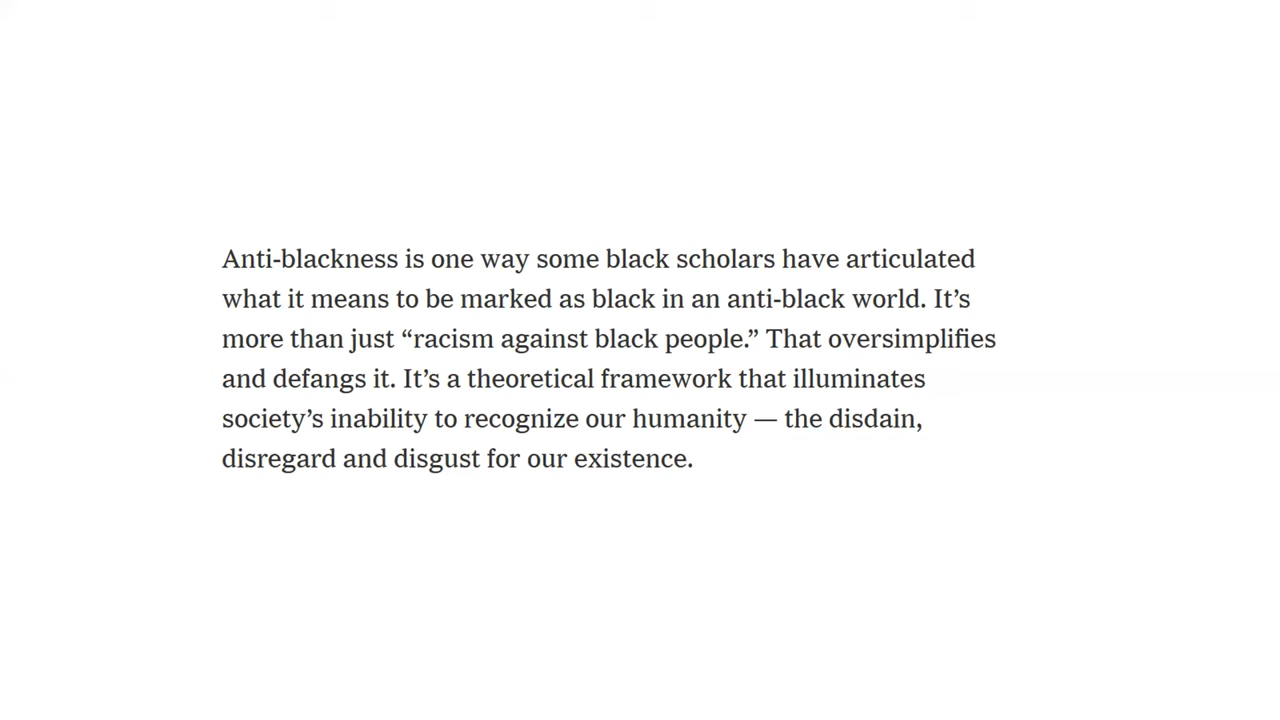 Anti-blackness is one way some black scholars have articulated
what it means to be marked as black in an anti-black world. It’s
more than just “racism against black people.” That oversimplifies
and defangs it. It’s a theoretical framework that illuminates
society’s inability to recognize our humanity — the disdain,
disregard and disgust for our existence.